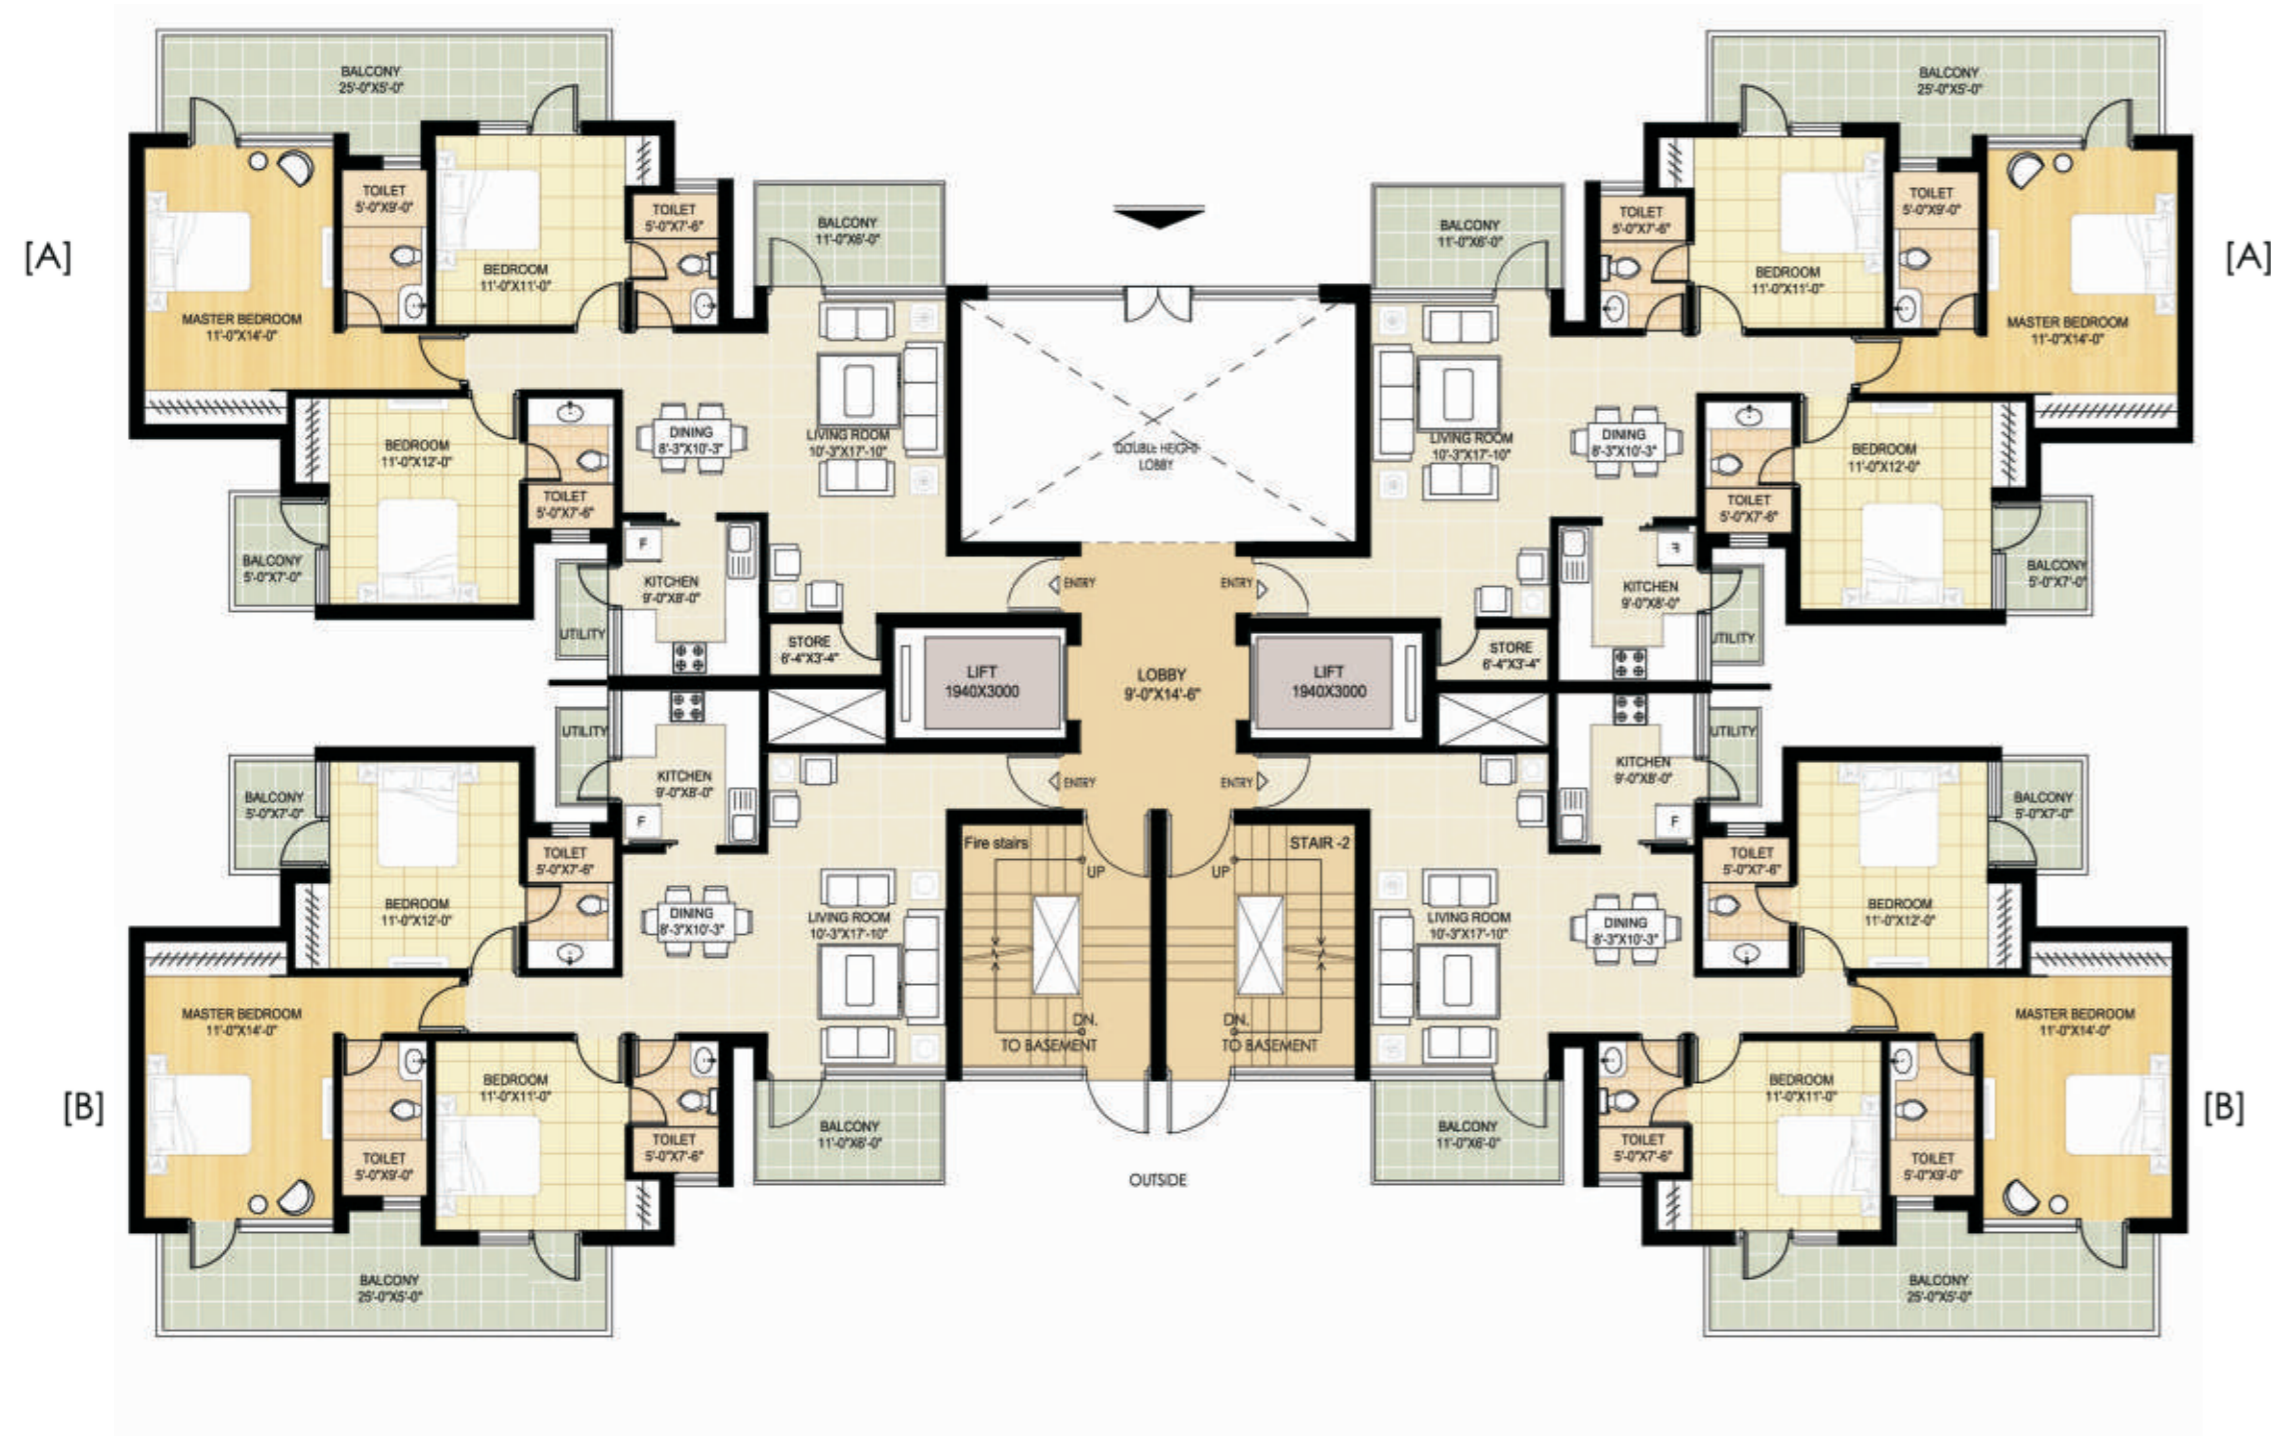 BALCONY
25'-0"X5'-0"
BALCONY
25'-0"X5'-0"
TOILET
5'-0"X9'-0"
TOILET
5'-0"X7'-6"
BALCONY
11'-0"X6'-0"
BALCONY
11'-0"X6'-0"
TOILET
5'-0"X7'-6"
TOILET
5'-0"X9'-0"
[A]
[A]
BEDROOM
11'-0"X11'-0"
BEDROOM
11'-0"X11'-0"
MASTER BEDROOM
11'-0"X14'-0"
MASTER BEDROOM
11'-0"X14'-0"
BEDROOM
11'-0"X12'-0"
DINING
8'-3"X10'-3"
LIVING ROOM
10'-3"X17'-10"
DOUBLE HEIGHT
LOBBY
LIVING ROOM
10'-3"X17'-10"
DINING
8'-3"X10'-3"
BEDROOM
11'-0"X12'-0"
TOILET
5'-0"X7'-6"
TOILET
5'-0"X7'-6"
F
F
BALCONY
5'-0"X7'-0"
KITCHEN
9'-0"X8'-0"
ENTRY
ENTRY
KITCHEN
9'-0"X8'-0"
BALCONY
5'-0"X7'-0"
UTILITY
STORE
6'-4"X3'-4"
LIFT
1940X3000
LOBBY
9'-0"X14'-6"
LIFT
1940X3000
STORE
6'-4"X3'-4"
UTILITY
UTILITY
UTILITY
BALCONY
5'-0"X7'-0"
KITCHEN
9'-0"X8'-0"
ENTRY
ENTRY
KITCHEN
9'-0"X8'-0"
BALCONY
5'-0"X7'-0"
F
F
TOILET
5'-0"X7'-6"
Fire stairs
UP
UP
STAIR -2
TOILET
5'-0"X7'-6"
BEDROOM
11'-0"X12'-0"
DINING
8'-3"X10'-3"
LIVING ROOM
10'-3"X17'-10"
LIVING ROOM
10'-3"X17'-10"
DINING
8'-3"X10'-3"
BEDROOM
11'-0"X12'-0"
MASTER BEDROOM
11'-0"X14'-0"
DN.
TO BASEMENT
DN.
TO BASEMENT
MASTER BEDROOM
11'-0"X14'-0"
BEDROOM
11'-0"X11'-0"
BEDROOM
11'-0"X11'-0"
[B]
[B]
TOILET
5'-0"X9'-0"
TOILET
5'-0"X7'-6"
BALCONY
11'-0"X6'-0"
BALCONY
11'-0"X6'-0"
TOILET
5'-0"X7'-6"
TOILET
5'-0"X9'-0"
OUTSIDE
BALCONY
25'-0"X5'-0"
BALCONY
25'-0"X5'-0"